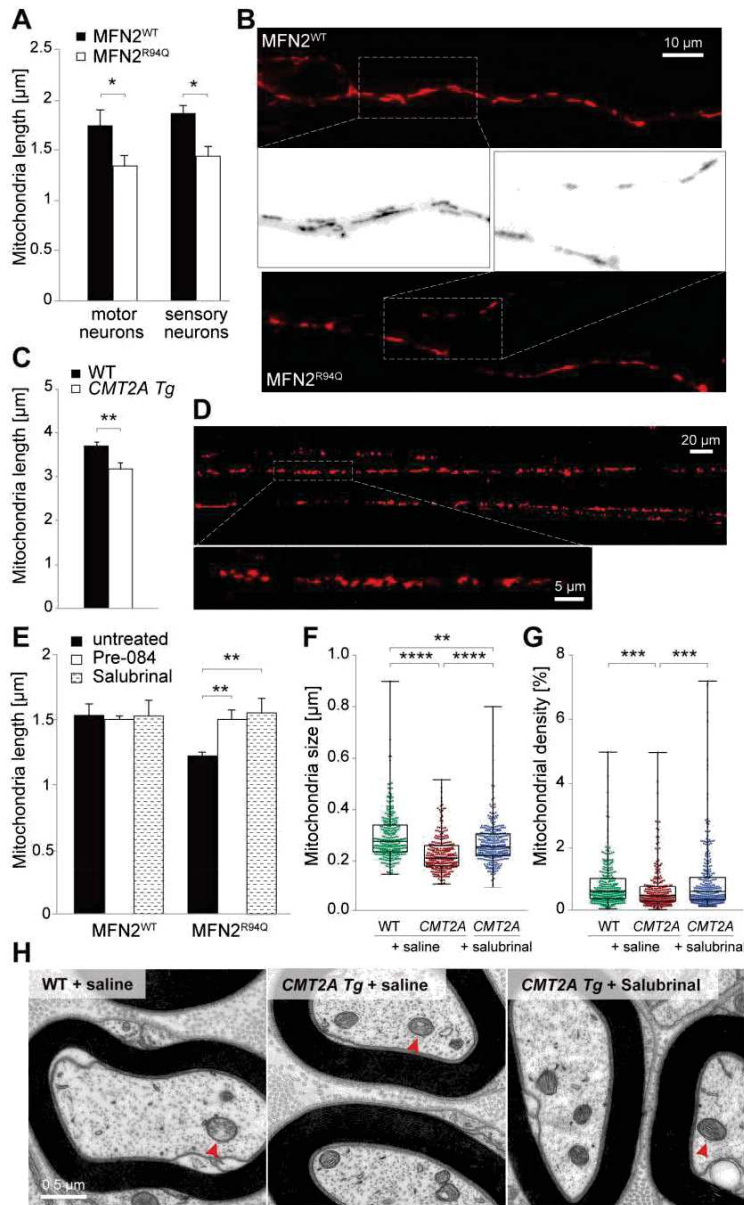 A
MFN2WT
MFN2R94Q
Mitochondria length [µm]
2.5
2
1.5
1
0.5
0
*
*
motor
neurons
sensory
neurons
B
MFN2WT
10 µm
MFN2R94Q
C
WT
CMT2A Tg
Mitochondria length [µm]
5
4
3
2
1
0
**
D
20 µm
5 µm
E
untreated
Pre-084
Salubrinal
Mitochondria length [µm]
2
1.5
1
0.5
0
**
**
MFN2WT
MFN2R94Q
F
Mitochondria size [µm]
1.0
0.8
0.6
0.4
0.2
0.0
**
**** ****
WT CMT2A CMT2A
+ saline + salubrinal
G
Mitochondrial density [%]
8
6
4
2
0
*** ***
WT CMT2A CMT2A
+ saline + salubrinal
H
WT + saline
CMT2A Tg + saline
CMT2A Tg + Salubrinal
0.5 µm